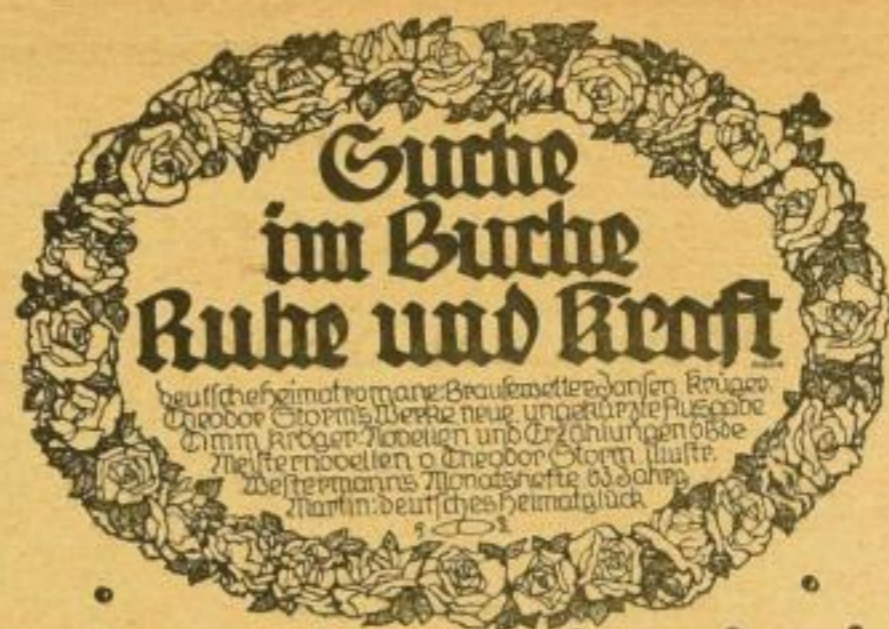 Suche
im Buche
Ruhe und Kraft
Deutsche Heimatromane: Brausewetter Jansen Krüger.
Theodor Storm's Werke neue ungekürzte Ausgabe
Timm Kröger: Novellen und Erzählungen 6 Bde
Meisternovellen v. Theodor Storm illustr.
Westermanns Monatshefte 63 Jahrg
Martin: deutsches Heimatglück